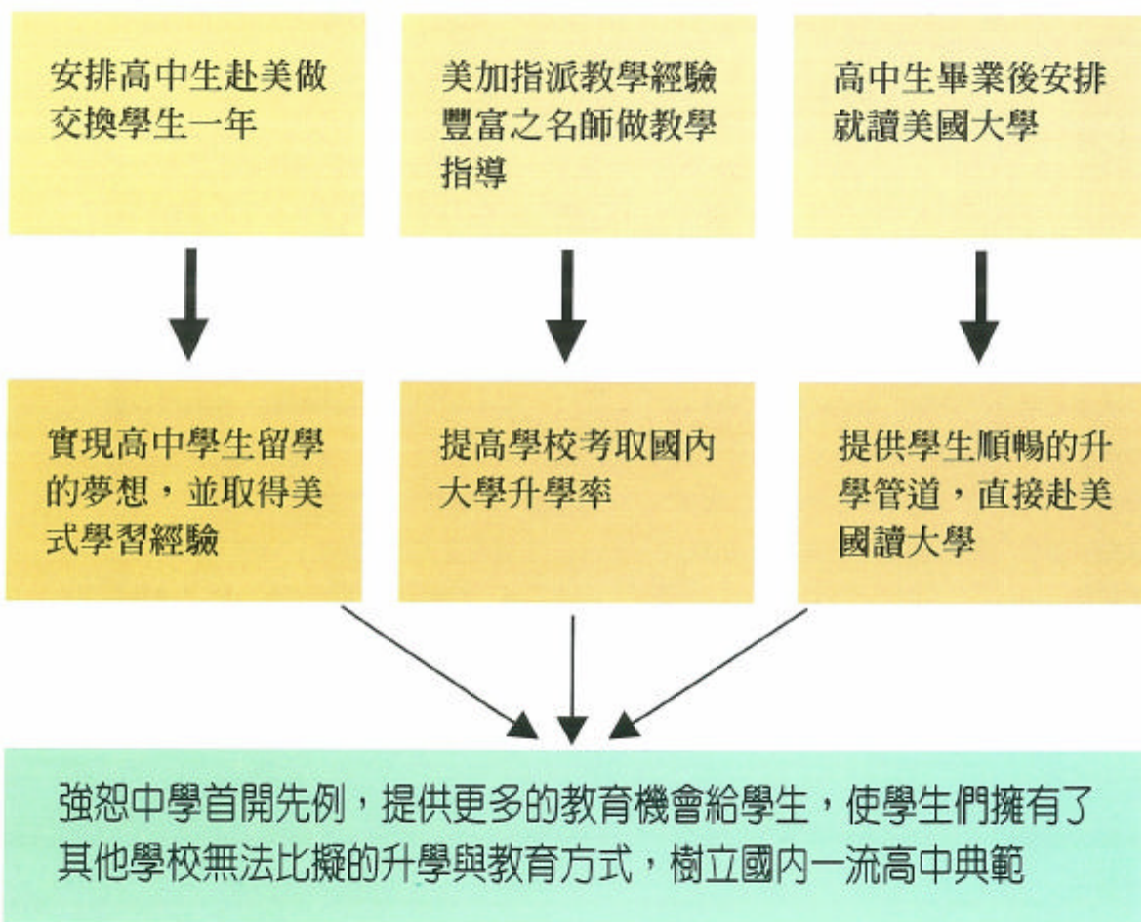 安排高中生赴美做
交換學生一年
美加指派教學經驗
豐富之名師做教學
指導
高中生畢業後安排
就讀美國大學
實現高中學生留學
的夢想，並取得美
式學習經驗
提高學校考取國內
大學升學率
提供學生順暢的升
學管道，直接赴美
國讀大學
強恕中學首開先例，提供更多的教育機會給學生，使學生們擁有了
其他學校無法比擬的升學與教育方式，樹立國內一流高中典範